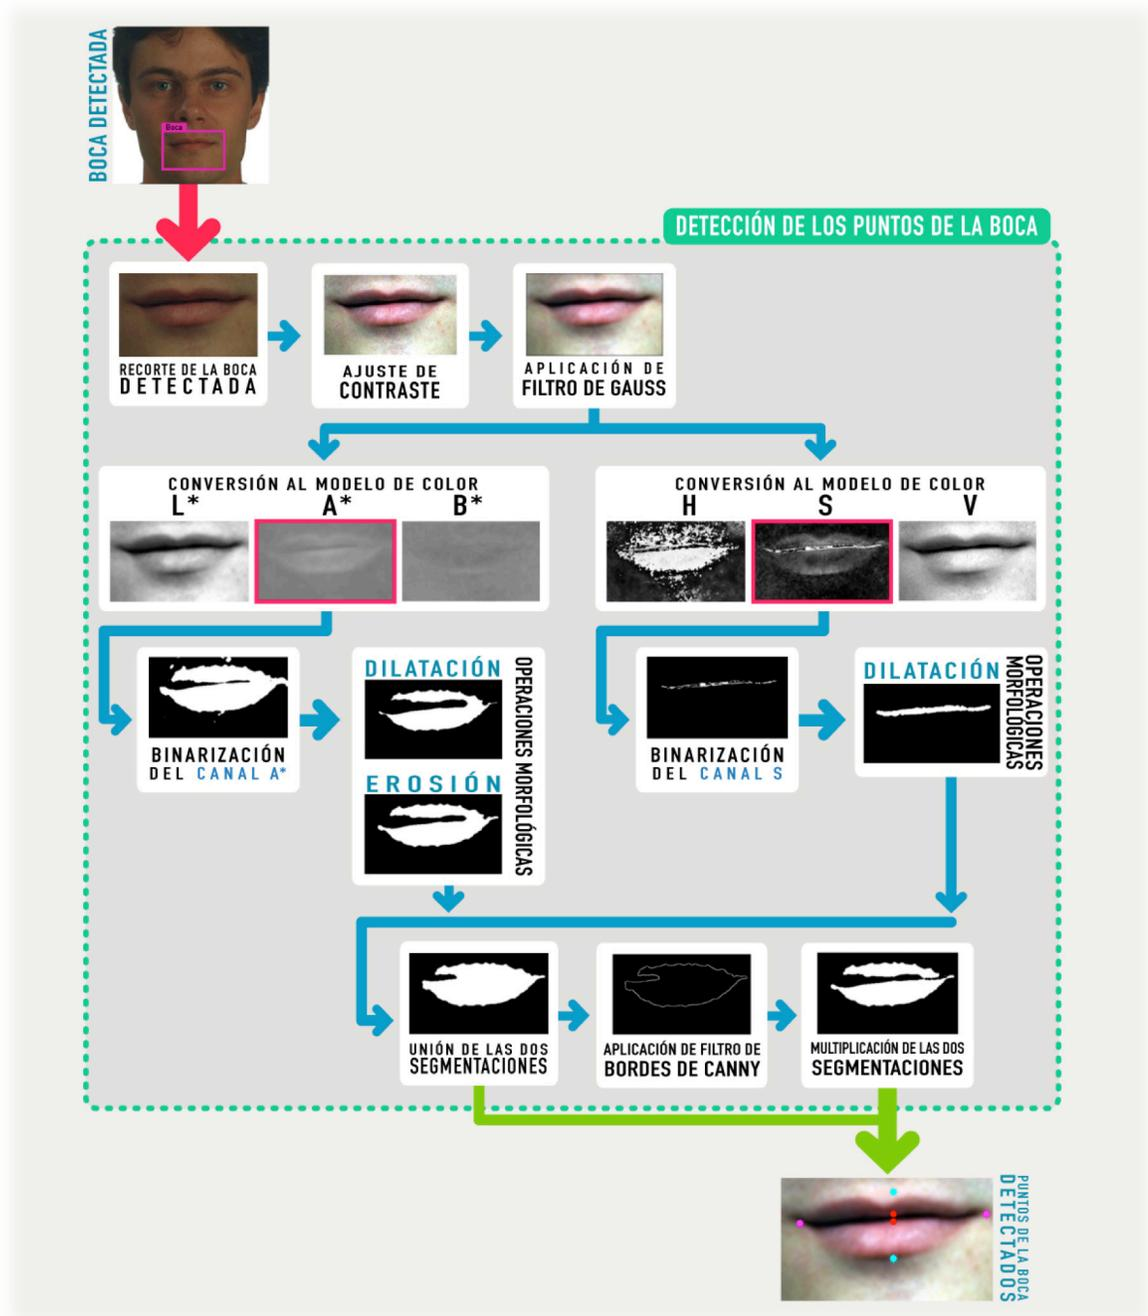 BOCA DETECTADA
Boca
DETECCIÓN DE LOS PUNTOS DE LA BOCA
RECORTE DE LA BOCA
DETECTADA
AJUSTE DE
CONTRASTE
APLICACIÓN DE
FILTRO DE GAUSS
CONVERSIÓN AL MODELO DE COLOR
L* A* B*
CONVERSIÓN AL MODELO DE COLOR
H S V
BINARIZACIÓN
DEL CANAL A*
DILATACIÓN
EROSIÓN
OPERACIONES MORFOLÓGICAS
BINARIZACIÓN
DEL CANAL S
DILATACIÓN
OPERACIONES
MORFOLÓGICAS
UNIÓN DE LAS DOS
SEGMENTACIONES
APLICACIÓN DE FILTRO DE
BORDES DE CANNY
MULTIPLICACIÓN DE LAS DOS
SEGMENTACIONES
PUNTOS DE LA BOCA
DETECTADOS